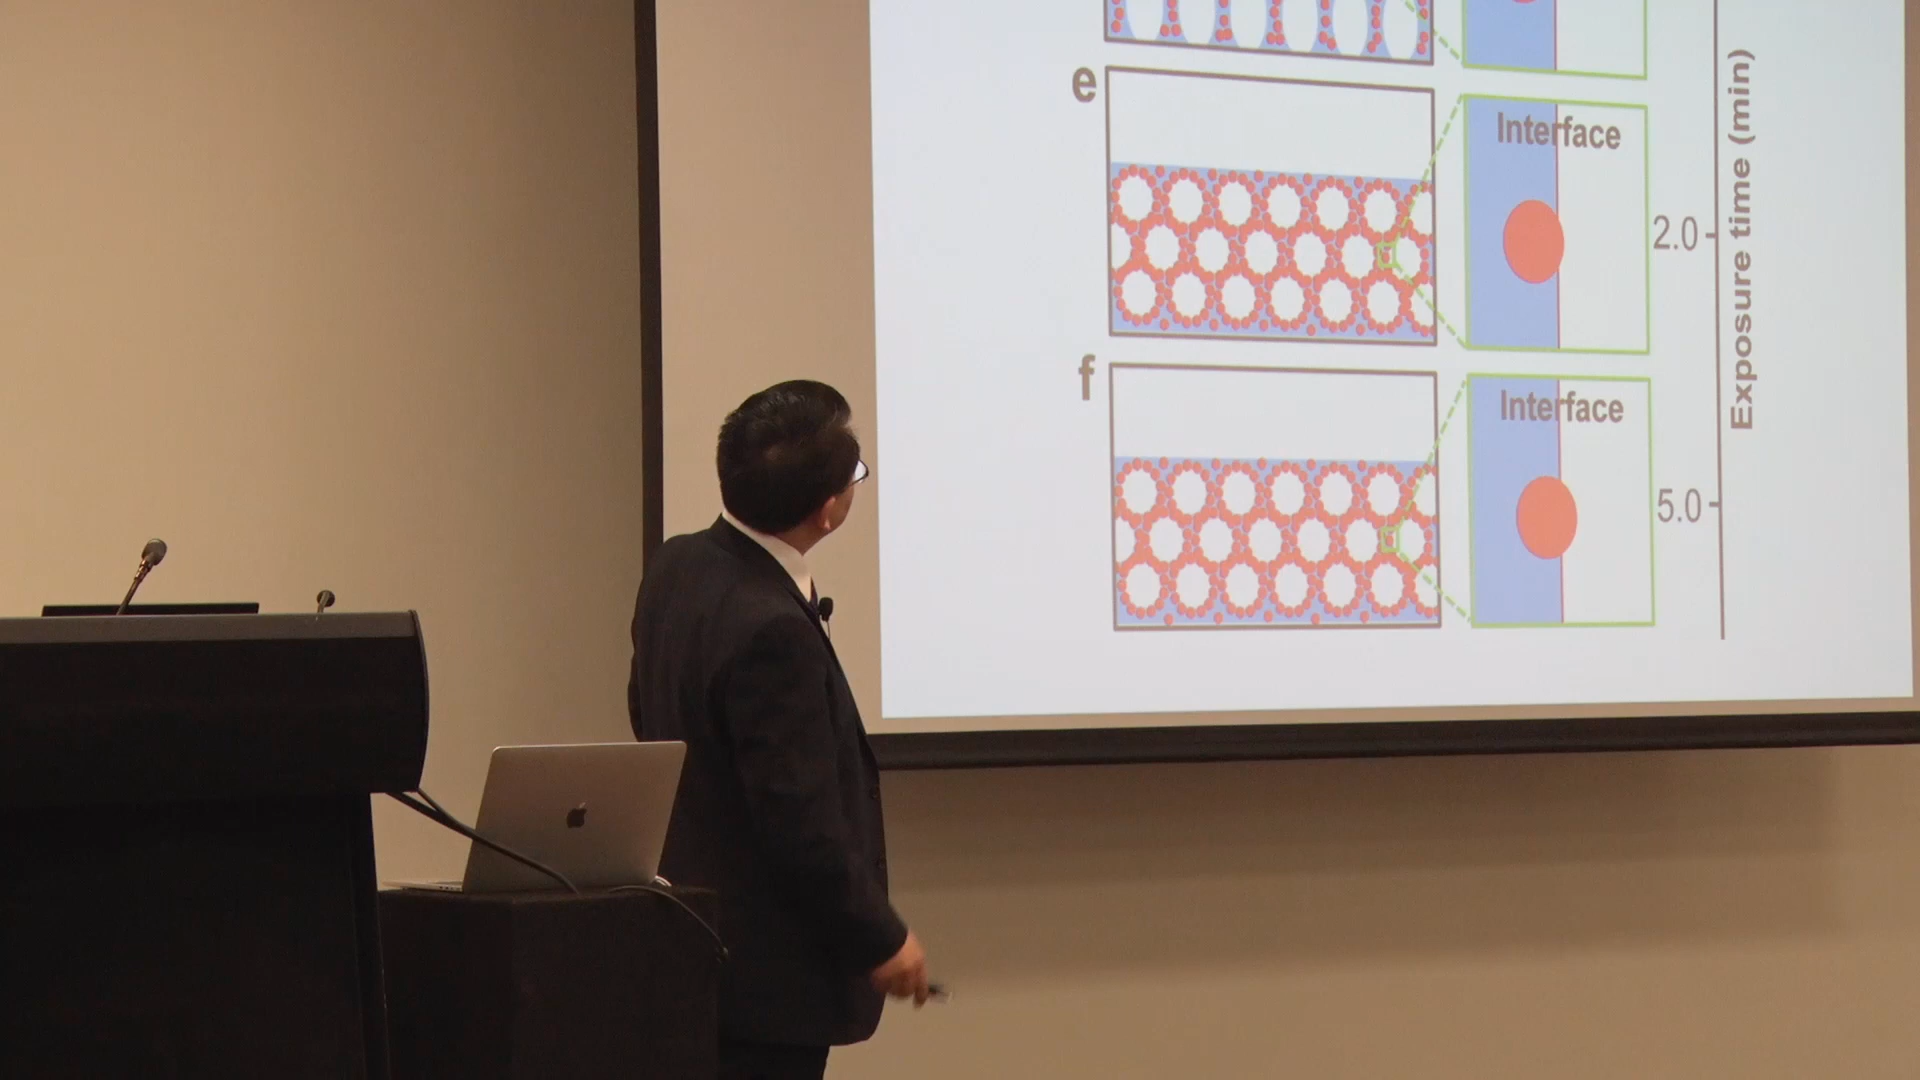 e
Interface
2.0
Exposure time (min)
f
Interface
5.0